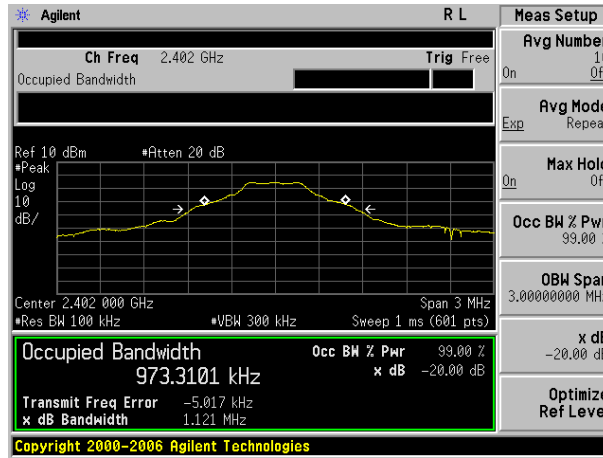 Agilent R L Meas Setup
Ch Freq 2.402 GHz Trig Free
Occupied Bandwidth
Ref 10 dBm #Atten 20 dB
#Peak
Log
10
dB/
Center 2.402 000 GHz Span 3 MHz
#Res BW 100 kHz #VBW 300 kHz Sweep 1 ms (601 pts)
Occupied Bandwidth Occ BW % Pwr 99.00 %
973.3101 kHz x dB -20.00 dB
Transmit Freq Error -5.017 kHz
x dB Bandwidth 1.121 MHz
Copyright 2000-2006 Agilent Technologies
Avg Number
On
Avg Mode
Exp Repea
Max Hold
On
Occ BW % Pwr
99.00
OBW Span
3.00000000 MH
x dB
-20.00 d
Optimize
Ref Level